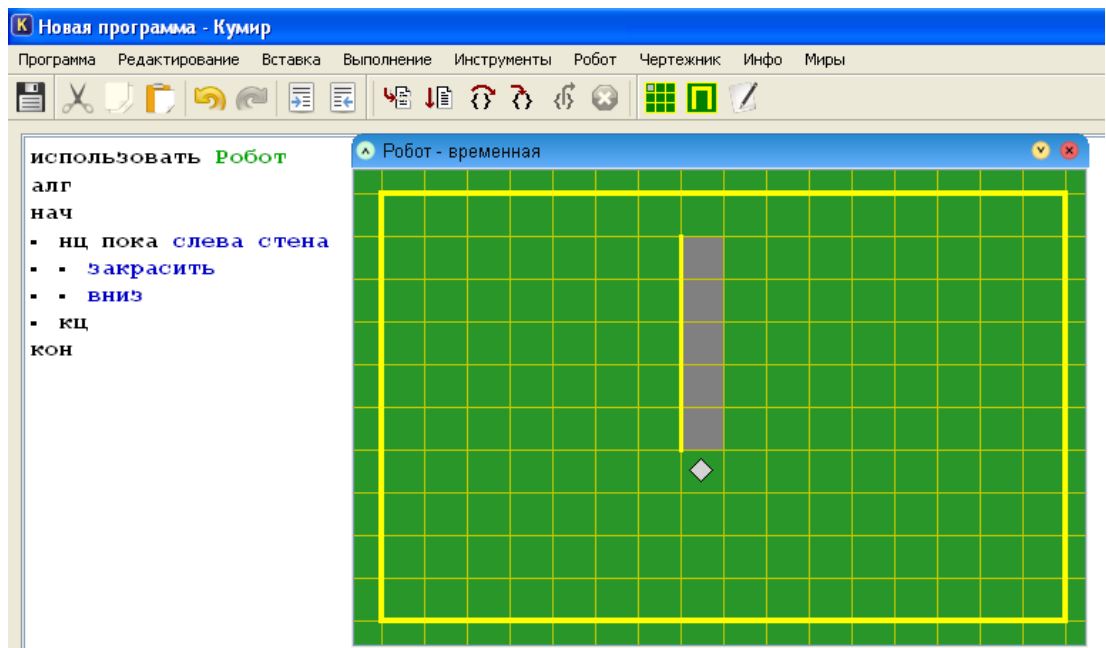 Новая программа - Кумир
Программа Редактирование Вставка Выполнение Инструменты Робот Чертежник Инфо Миры
использовать Робот
алг
нач
нц пока слева стена
закрасить
вниз
кц
кон
Робот - временная